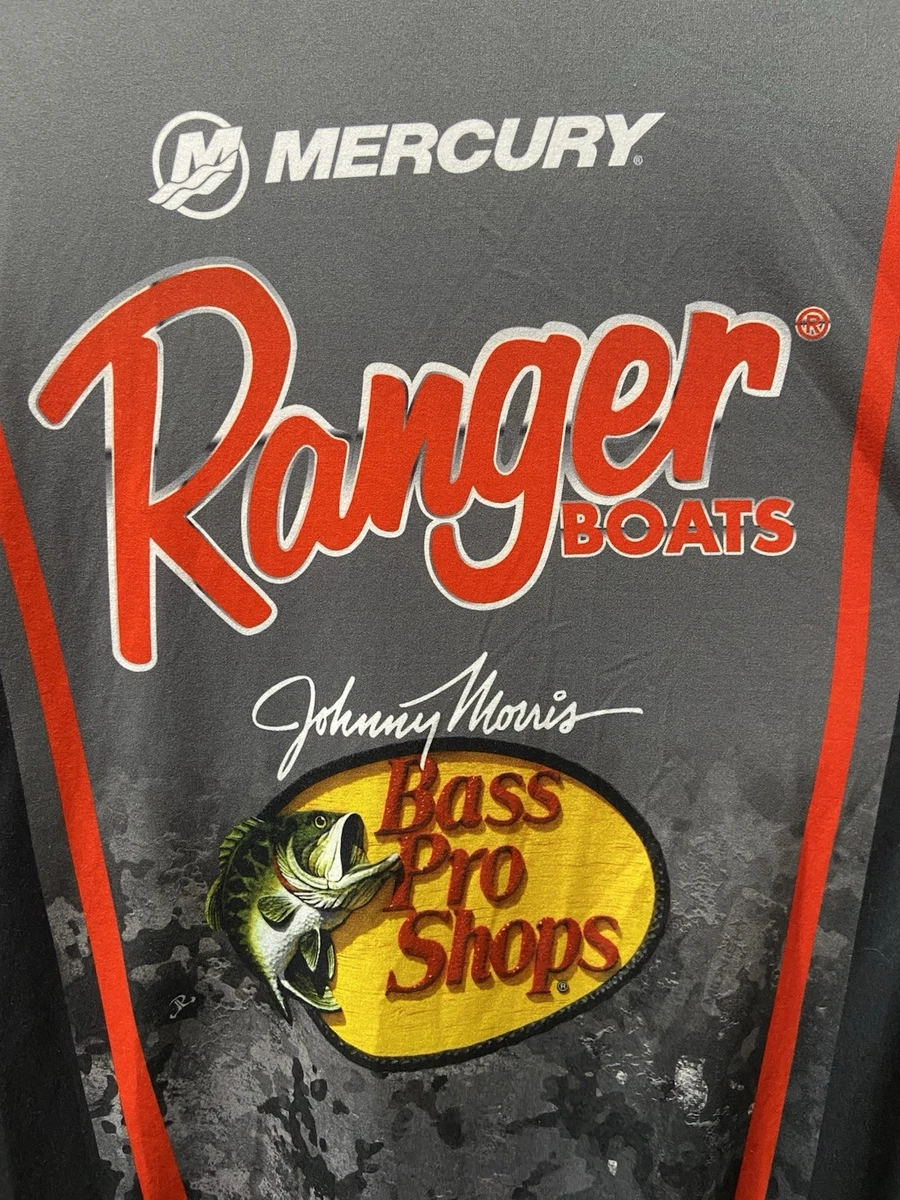 M MERCURY®
Ranger®
BOATS
Johnny Morris
Bass
Pro
Shops®